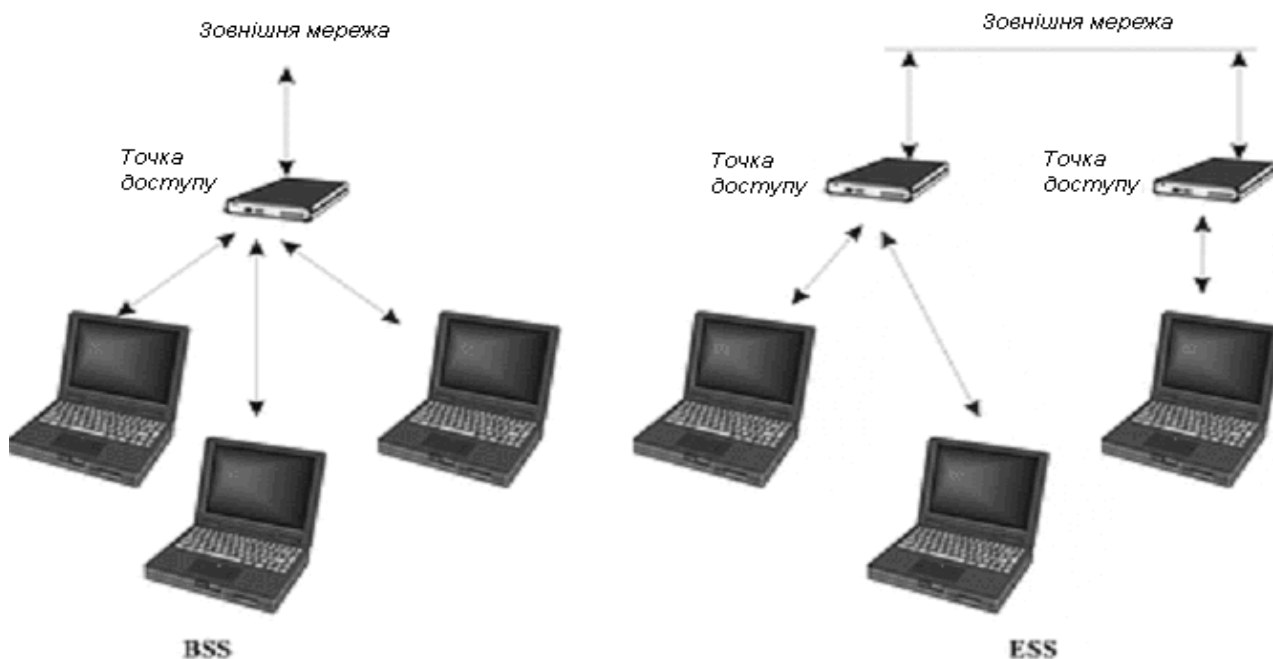 Зовнішня мережа
Точка
доступу
BSS
Зовнішня мережа
Точка
доступу
Точка
доступу
ESS